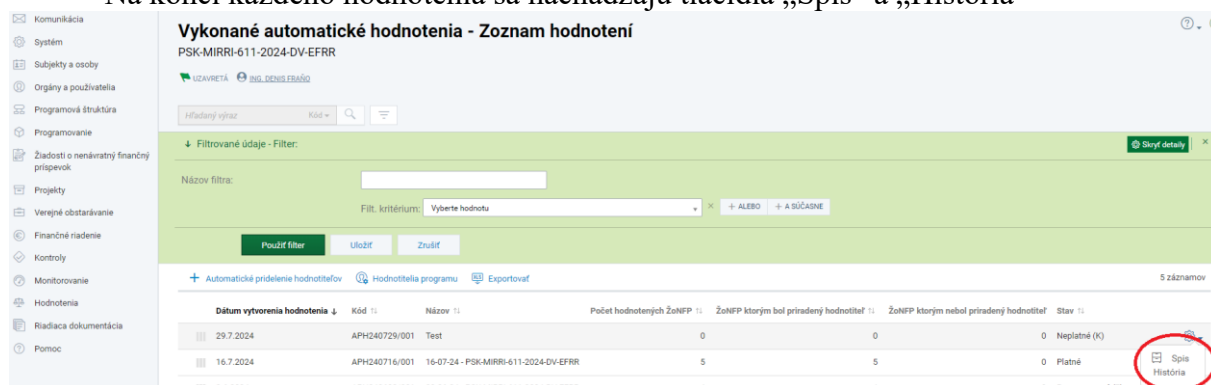 Na konci každého hodnotenia sa nachádzajú tlačidlá „Spis“ a „História“
Komunikácia
Systém
Subjekty a osoby
Orgány a používatelia
Programová štruktúra
Programovanie
Žiadosti o nenávratný finančný
príspevok
Projekty
Verejné obstarávanie
Finančné riadenie
Kontroly
Monitorovanie
Hodnotenia
Riadiaca dokumentácia
Pomoc
Vykonané automatické hodnotenia - Zoznam hodnotení
PSK-MIRRI-611-2024-DV-EFRR
UZAVRETÁ ING. DENIS FRAŇO
Hľadaný výraz Kód
Filtrované údaje - Filter: Skryť detaily ×
Názov filtra:
Filt. kritérium: Vyberte hodnotu × + ALEBO + A SÚČASNE
Použiť filter Uložiť Zrušiť
+ Automatické pridelenie hodnotiteľov Hodnotitelia programu Exportovať 5 záznamov
Dátum vytvorenia hodnotenia ↓ Kód ↑↓ Názov ↑↓ Počet hodnotených ŽoNFP ↑↓ ŽoNFP ktorým bol priradený hodnotiteľ ↑↓ ŽoNFP ktorým nebol priradený hodnotiteľ Stav ↑↓
29.7.2024 APH240729/001 Test 0 0 0 Neplatné (K)
16.7.2024 APH240716/001 16-07-24 - PSK-MIRRI-611-2024-DV-EFRR 5 5 0 Platné
Spis
História